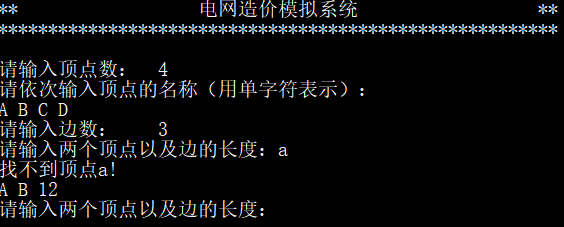 ** 电网造价模拟系统 **
********************************************************
请输入顶点数： 4
请依次输入顶点的名称（用单字符表示）：
A B C D
请输入边数： 3
请输入两个顶点以及边的长度：a
找不到顶点a!
A B 12
请输入两个顶点以及边的长度：